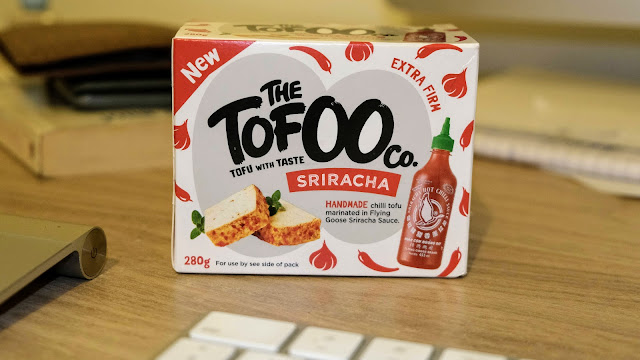 New
THE
TOFOO
Co.
TOFU WITH TASTE
EXTRA FIRM
SRIRACHA
HANDMADE chilli tofu
marinated in Flying
Goose Sriracha Sauce.
280g
For use by see side of pack